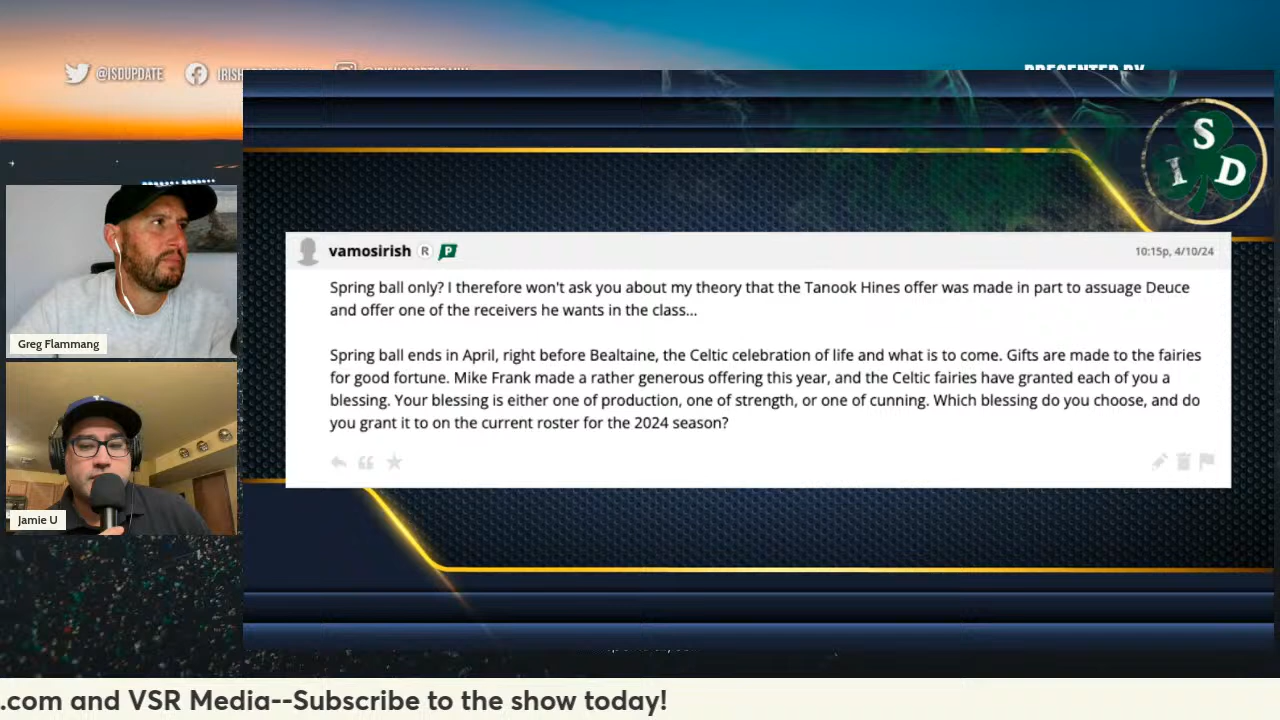 @ISDUPDATE
PRESENTED BY
I S D
vamosirish R P
10:15p, 4/10/24
Spring ball only? I therefore won't ask you about my theory that the Tanook Hines offer was made in part to assuage Deuce
and offer one of the receivers he wants in the class...
Spring ball ends in April, right before Bealtaine, the Celtic celebration of life and what is to come. Gifts are made to the fairies
for good fortune. Mike Frank made a rather generous offering this year, and the Celtic fairies have granted each of you a
blessing. Your blessing is either one of production, one of strength, or one of cunning. Which blessing do you choose, and do
you grant it to on the current roster for the 2024 season?
Greg Flammang
Jamie U
.com and VSR Media--Subscribe to the show today!